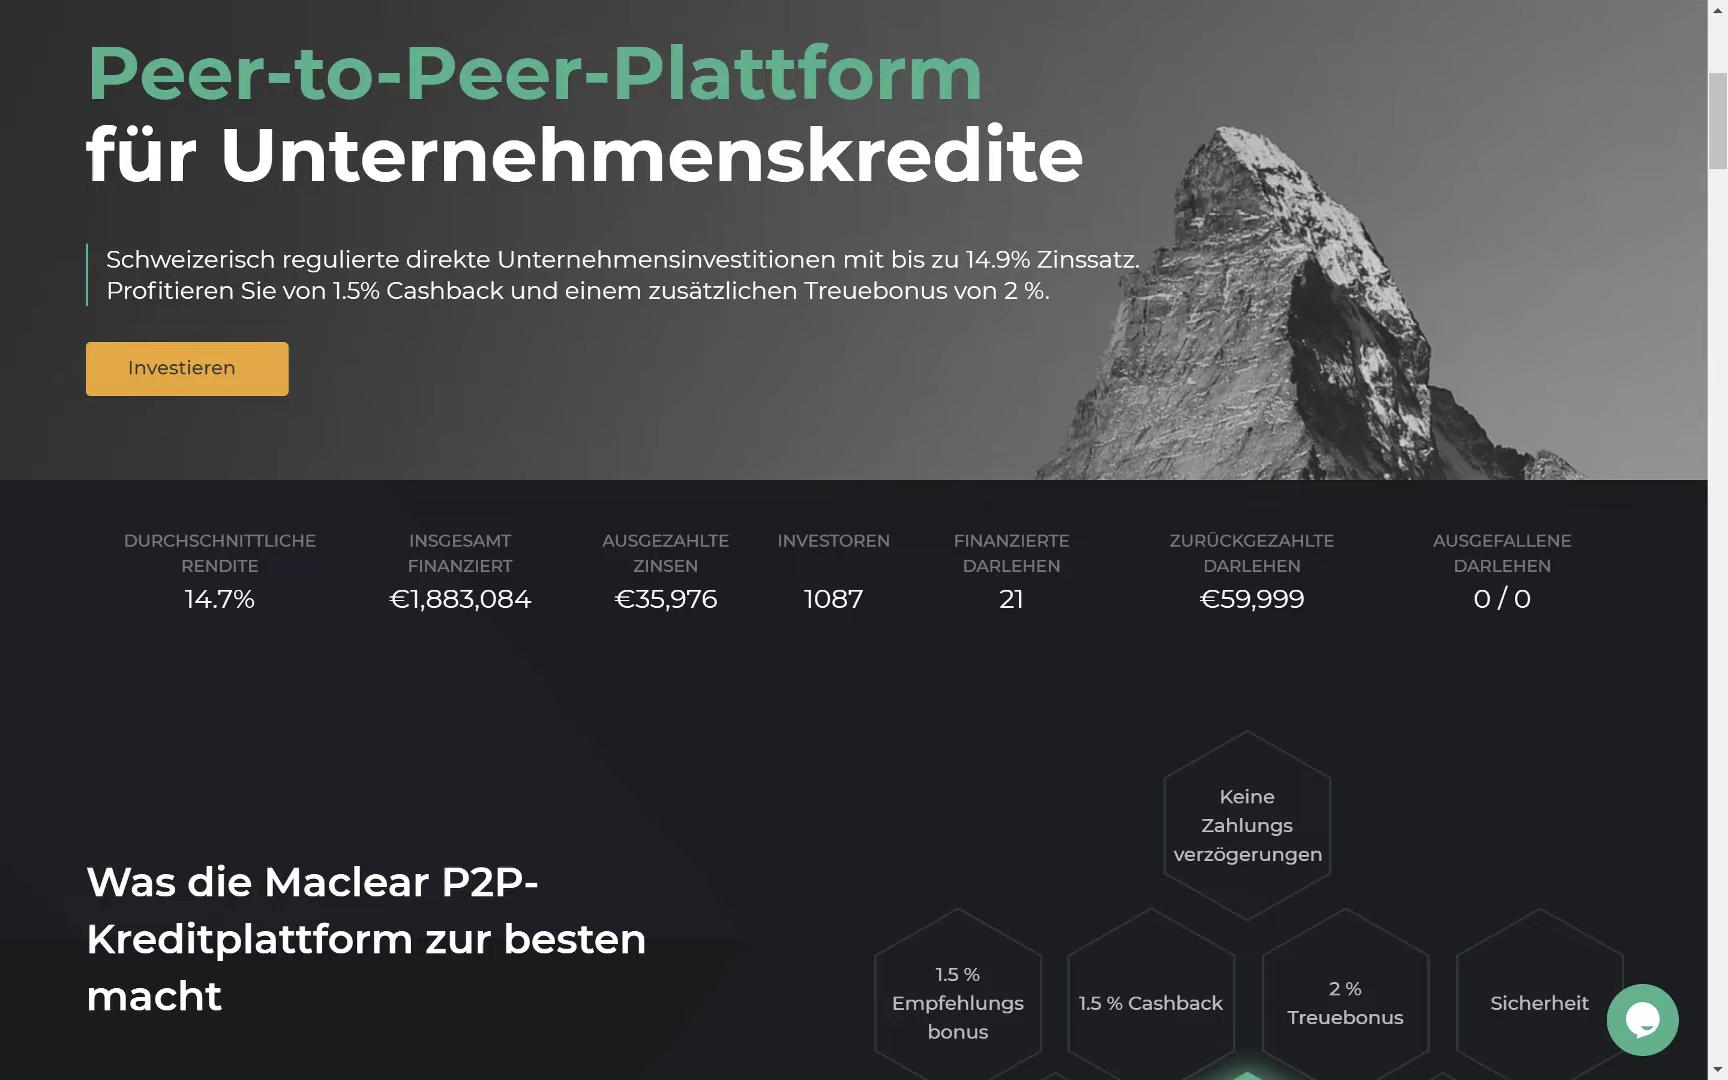 Peer-to-Peer-Plattform
für Unternehmenskredite
Schweizerisch regulierte direkte Unternehmensinvestitionen mit bis zu 14.9% Zinssatz.
Profitieren Sie von 1.5% Cashback und einem zusätzlichen Treuebonus von 2 %.
Investieren
DURCHSCHNITTLICHE
RENDITE
14.7%
INSGESAMT
FINANZIERT
€1,883,084
AUSGEZAHLTE
ZINSEN
€35,976
INVESTOREN
1087
FINANZIERTE
DARLEHEN
21
ZURÜCKGEZAHLTE
DARLEHEN
€59,999
AUSGEFALLENE
DARLEHEN
0 / 0
Was die Maclear P2P-
Kreditplattform zur besten
macht
Keine
Zahlungs
verzögerungen
1.5 %
Empfehlungs
bonus
1.5 % Cashback
2 %
Treuebonus
Sicherheit